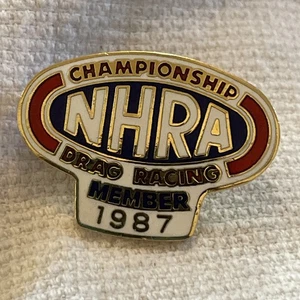 CHAMPIONSHIP
NHRA
DRAG RACING
MEMBER
1987